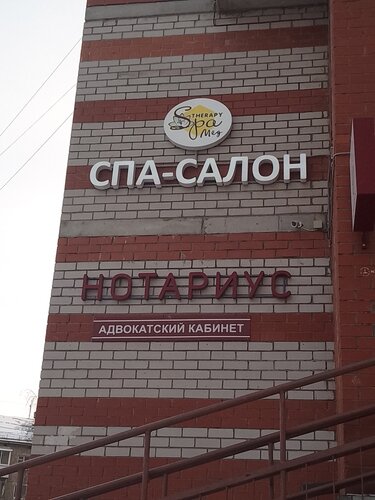 THERAPY
Spa
Мед
СПА-САЛОН
НОТАРИУС
АДВОКАТСКИЙ КАБИНЕТ